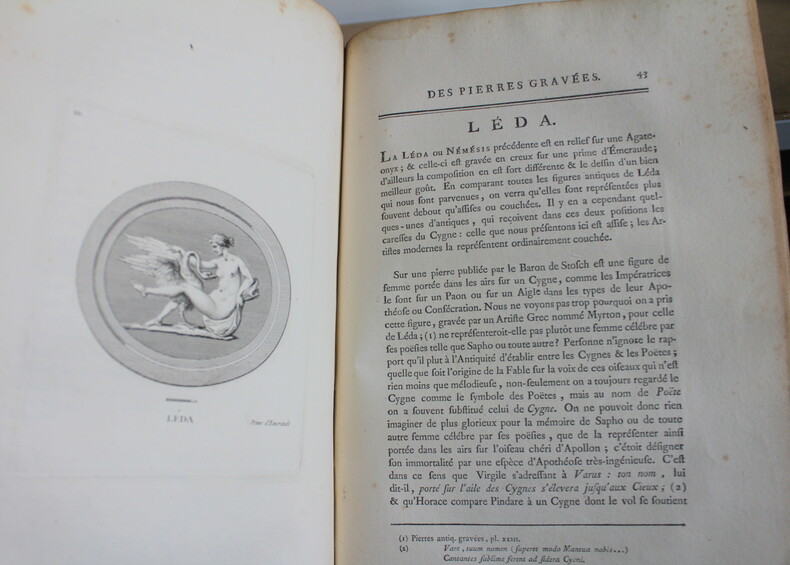 LÉDA
Prime d'Emeraude
DES PIERRES GRAVÉES. 43
LÉDA.
LA LÉDA ou NÉMÉSIS précédente eſt en relief ſur une Agate-
onyx ; & celle-ci eſt gravée en creux ſur une prime d'Émeraude;
d'ailleurs la compoſition en eſt fort différente & le deſſin d'un bien
meilleur goût. En comparant toutes les figures antiques de Léda
qui nous ſont parvenues, on verra qu'elles ſont repréſentées plus
ſouvent debout qu'aſſiſes ou couchées. Il y en a cependant quel-
ques-unes d'antiques, qui reçoivent dans ces deux poſitions les
careſſes du Cygne : celle que nous préſentons ici eſt aſſiſe ; les Ar-
tiſtes modernes la repréſentent ordinairement couchée.
Sur une pierre publiée par le Baron de Stoſch eſt une figure de
femme portée dans les airs ſur un Cygne, comme les Impératrices
le ſont ſur un Paon ou ſur un Aigle dans les types de leur Apo-
théoſe ou Conſécration. Nous ne voyons pas trop pourquoi on a pris
cette figure, gravée par un Artiſte Grec nommé Myrton, pour celle
de Léda ; (1) ne repréſenteroit-elle pas plutôt une femme célébre par
ſes poëſies telle que Sapho ou toute autre ? Perſonne n'ignore le rap-
port qu'il plut à l'Antiquité d'établir entre les Cygnes & les Poëtes ;
quelle que ſoit l'origine de la Fable ſur la voix de ces oiſeaux qui n'eſt
rien moins que mélodieuſe, non-ſeulement on a toujours regardé le
Cygne comme le ſymbole des Poëtes, mais au nom de Poëte
on a ſouvent ſubſtitué celui de Cygne. On ne pouvoit donc rien
imaginer de plus glorieux pour la mémoire de Sapho ou de toute
autre femme célébre par ſes poëſies, que de la repréſenter ainſi
portée dans les airs ſur l'oiſeau chéri d'Apollon ; c'étoit déſigner
ſon immortalité par une eſpèce d'Apothéoſe très-ingénieuſe. C'eſt
dans ce ſens que Virgile s'adreſſant à Varus : ton nom, lui
dit-il, porté ſur l'aile des Cygnes s'élevera juſqu'aux Cieux ; (2)
& qu'Horace compare Pindare à un Cygne dont le vol ſe ſoutient
(1) Pierres antiq. gravées, pl. XLIII.
(2) Vare, tuum nomen (ſuperet modo Mantua nobis...)
Cantantes ſublime ferent ad ſidera Cycni.